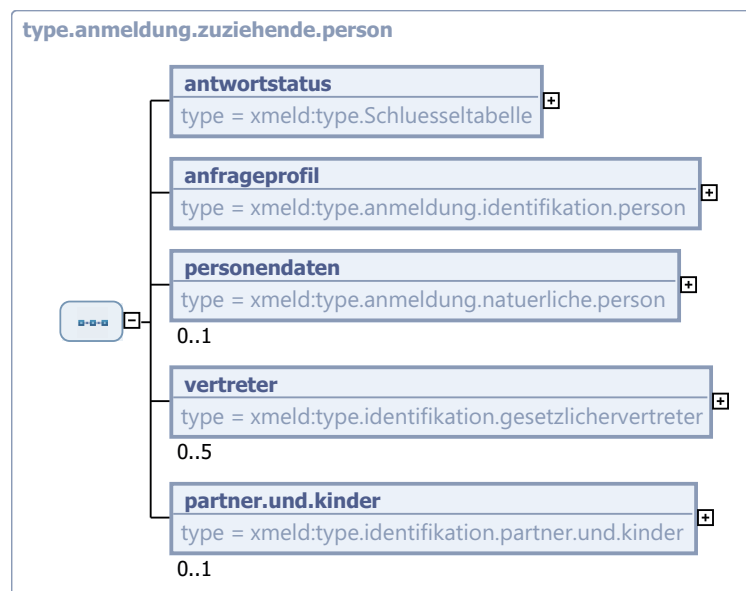 type.anmeldung.zuziehende.person
antwortstatus
type = xmeld:type.Schluesseltabelle
anfrageprofil
type = xmeld:type.anmeldung.identifikation.person
personendaten
type = xmeld:type.anmeldung.natuerliche.person
0..1
vertreter
type = xmeld:type.identifikation.gesetzlichervertreter
0..5
partner.und.kinder
type = xmeld:type.identifikation.partner.und.kinder
0..1